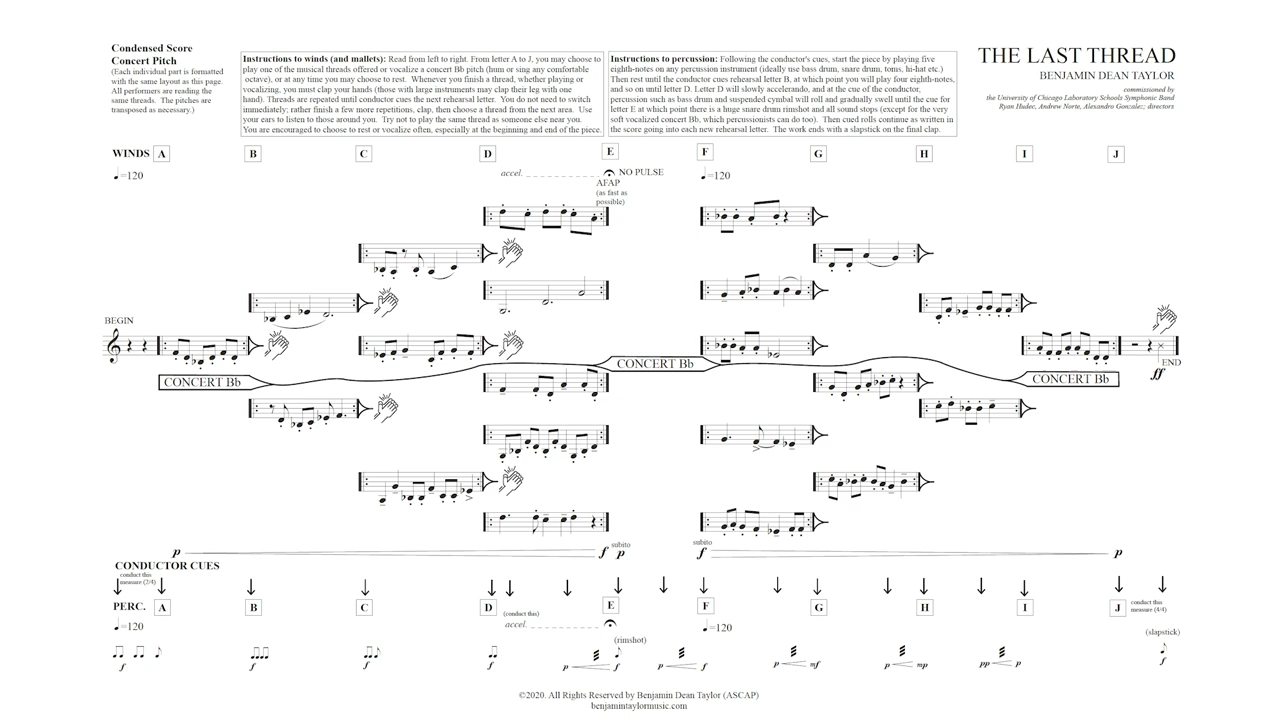 Condensed Score
Concert Pitch
(Each individual part is formatted
with the same layout as this page.
All performers are reading the
same threads.  The pitches are
transposed as necessary.)
Instructions to winds (and mallets): Read from left to right. From letter A to J, you may choose to
play one of the musical threads offered or vocalize a concert Bb pitch (hum or sing any comfortable
octave), or at any time you may choose to rest.  Whenever you finish a thread, whether playing or
vocalizing, you must clap your hands (those with large instruments may clap their leg with one
hand). Threads are repeated until conductor cues the next rehearsal letter.  You do not need to switch
immediately; rather finish a few more repetitions, clap, then choose a thread from the next area.  Use
your ears to listen to those around you.  Try not to play the same thread as someone else near you.
You are encouraged to choose to rest or vocalize often, especially at the beginning and end of the piece.
Instructions to percussion: Following the conductor's cues, start the piece by playing five
eighth-notes on any percussion instrument (ideally use bass drum, snare drum, toms, hi-hat etc.)
Then rest until the conductor cues rehearsal letter B, at which point you will play four eighth-notes,
and so on until letter D. Letter D will slowly accelerando, and at the cue of the conductor,
percussion such as bass drum and suspended cymbal will roll and gradually swell until the cue for
letter E at which point there is a huge snare drum rimshot and all sound stops (except for the very
soft vocalized concert Bb, which percussionists can do too).  Then cued rolls continue as written in
the score going into each new rehearsal letter.  The work ends with a slapstick on the final clap.
THE LAST THREAD
BENJAMIN DEAN TAYLOR
commissioned by
the University of Chicago Laboratory Schools Symphonic Band
Ryan Hudec, Andrew Norte, Alexandro Gonzalez; directors
WINDS A B C D E F G H I J
♩=120 accel. NO PULSE ♩=120
AFAP
(as fast as
possible)
BEGIN
CONCERT Bb
CONCERT Bb
CONCERT Bb
END
ff
p f subito p subito f p
CONDUCTOR CUES
conduct this
measure (2/4)
PERC. A B C D (conduct this) E F G H I J conduct this
measure (4/4)
♩=120 accel. ♩=120
(rimshot) (slapstick)
f f f f p f p f p mf p mp pp p f
©2020. All Rights Reserved by Benjamin Dean Taylor (ASCAP)
benjamintaylormusic.com